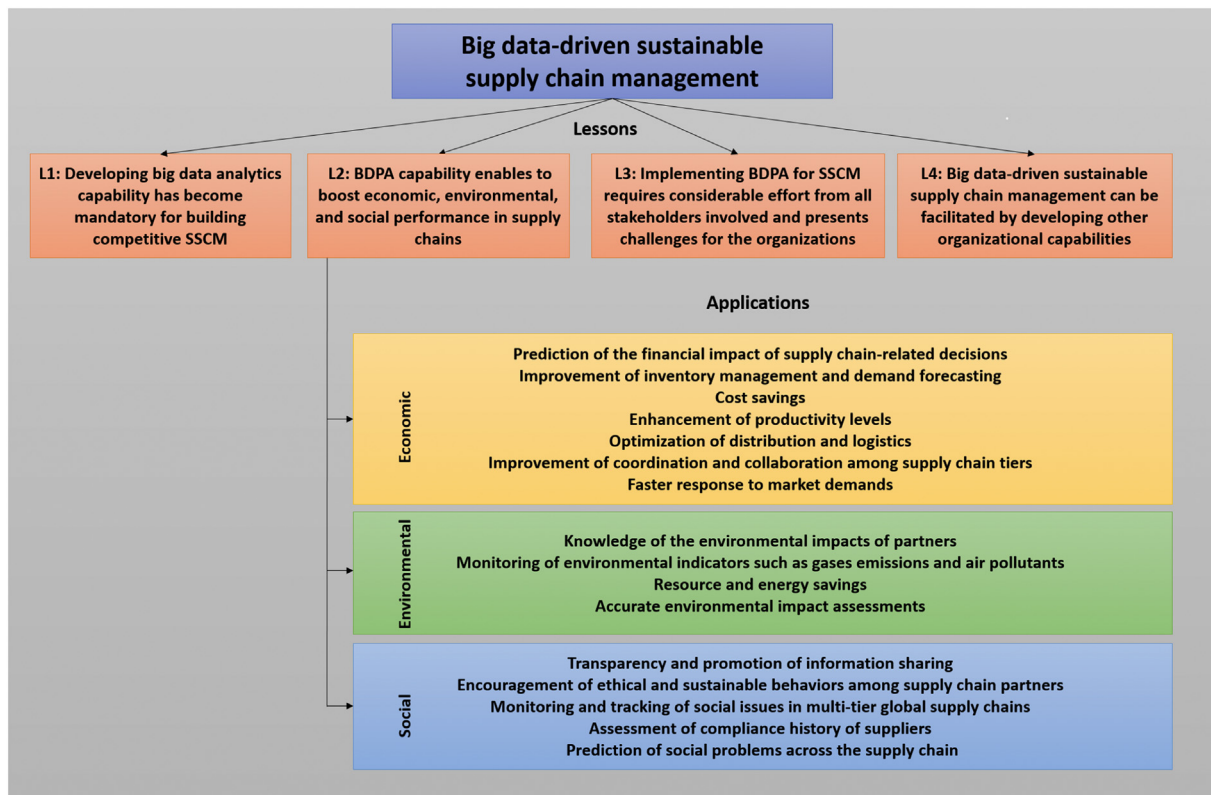 Big data-driven sustainable
supply chain management
Lessons
L1: Developing big data analytics
capability has become
mandatory for building
competitive SSCM
L2: BDPA capability enables to
boost economic, environmental,
and social performance in supply
chains
L3: Implementing BDPA for SSCM
requires considerable effort from all
stakeholders involved and presents
challenges for the organizations
L4: Big data-driven sustainable
supply chain management can be
facilitated by developing other
organizational capabilities
Applications
Economic
Prediction of the financial impact of supply chain-related decisions
Improvement of inventory management and demand forecasting
Cost savings
Enhancement of productivity levels
Optimization of distribution and logistics
Improvement of coordination and collaboration among supply chain tiers
Faster response to market demands
Environmental
Knowledge of the environmental impacts of partners
Monitoring of environmental indicators such as gases emissions and air pollutants
Resource and energy savings
Accurate environmental impact assessments
Social
Transparency and promotion of information sharing
Encouragement of ethical and sustainable behaviors among supply chain partners
Monitoring and tracking of social issues in multi-tier global supply chains
Assessment of compliance history of suppliers
Prediction of social problems across the supply chain